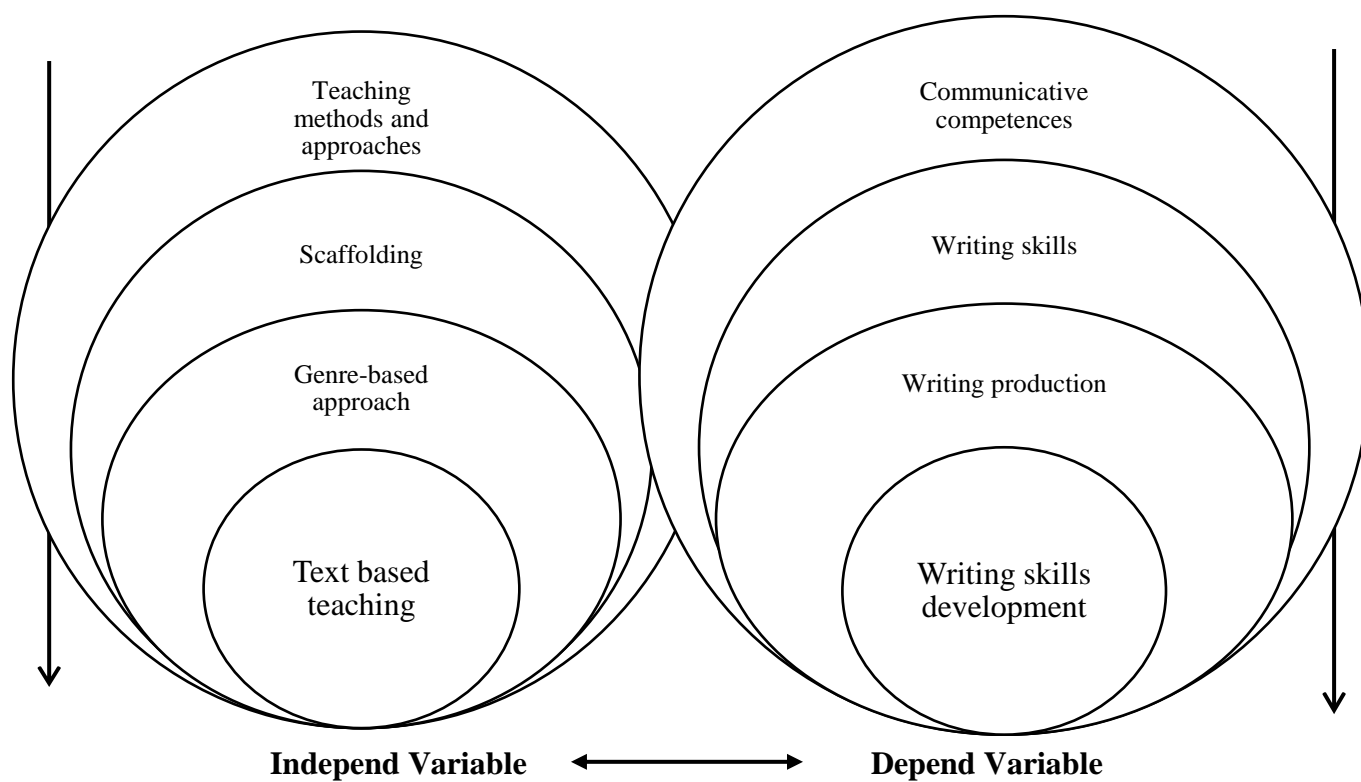 Teaching
methods and
approaches
Scaffolding
Genre-based
approach
Text based
teaching
Independ Variable
Communicative
competences
Writing skills
Writing production
Writing skills
development
Depend Variable